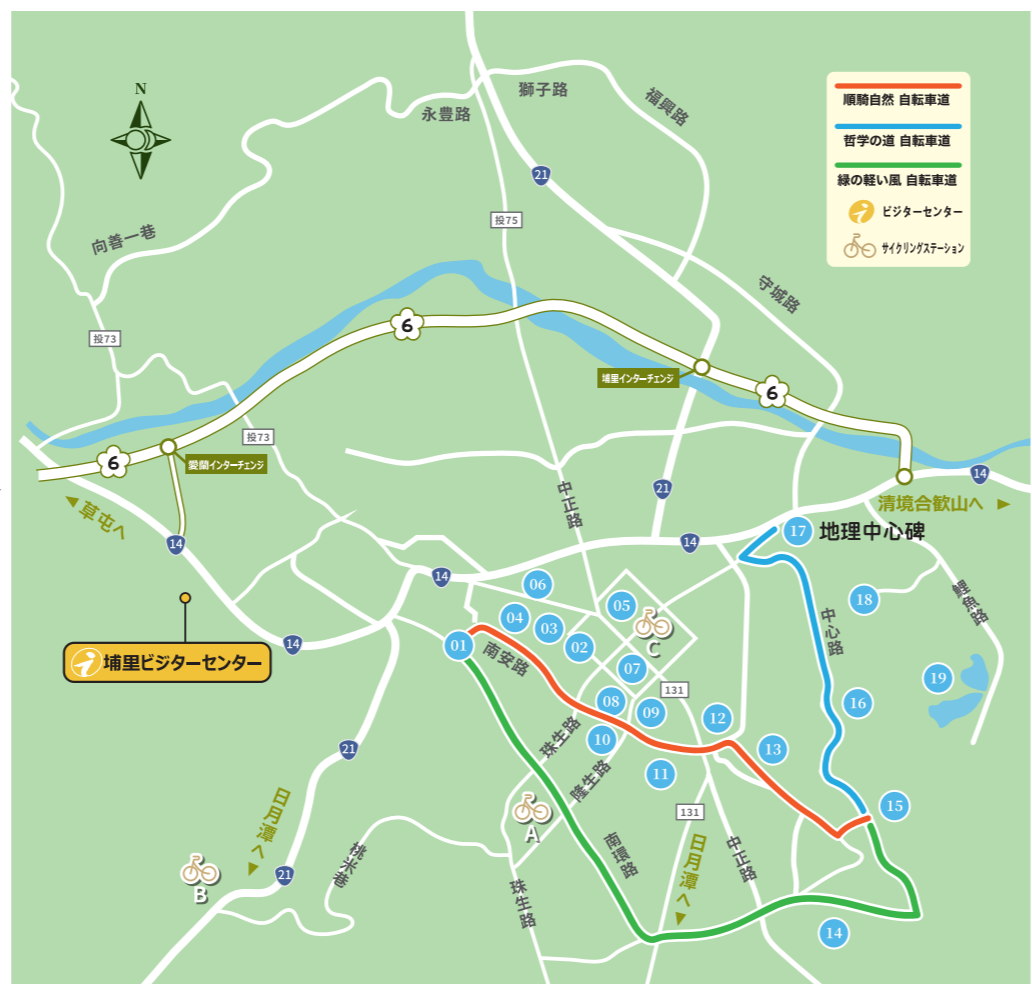 N
獅子路
永豊路
福興路
21
順騎自然 自転車道
哲学の道 自転車道
緑の軽い風 自転車道
ビジターセンター
サイクリングステーション
投75
向善一巷
守城路
6
投73
埔里インターチェンジ
6
投73
愛蘭インターチェンジ
6
草屯へ
14
21
中正路
14
清境合歓山へ
17
地理中心碑
14
14
14
埔里ビジターセンター
06
05
04
03
02
C
01
南安路
07
131
08
09
10
11
12
13
18
鯉魚路
中心路
19
16
15
珠生路
隆生路
A
21
日月潭へ
B
21
桃米巷
南環路
131
日月潭へ
中正路
珠生路
14